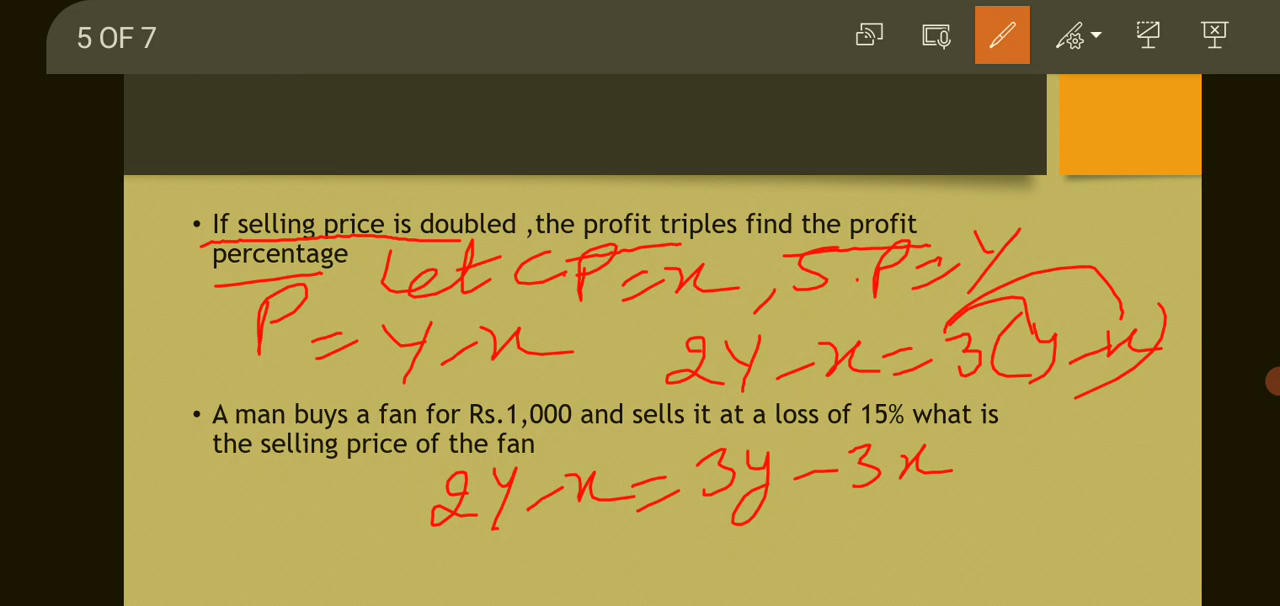 5 OF 7
• If selling price is doubled ,the profit triples find the profit
percentage
Let CP = x , S.P = y
P = y - x
2y - x = 3(y - x)
• A man buys a fan for Rs.1,000 and sells it at a loss of 15% what is
the selling price of the fan
2y - x = 3y - 3x